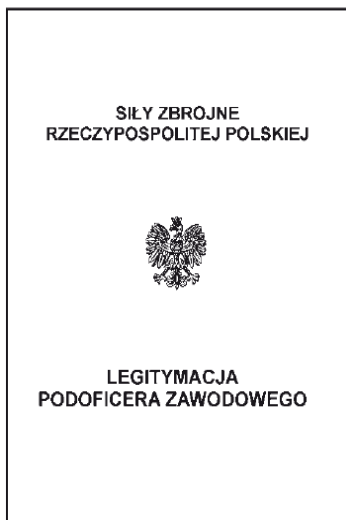 SIŁY ZBROJNE
RZECZYPOSPOLITEJ POLSKIEJ
LEGITYMACJA
PODOFICERA ZAWODOWEGO